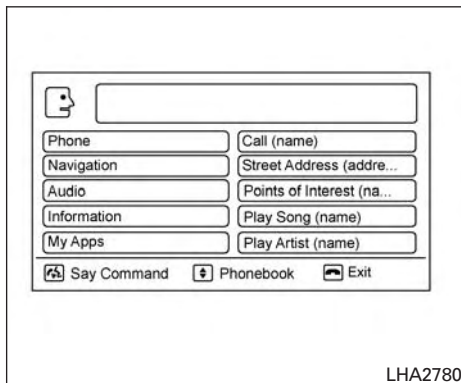 Phone
Call (name)
Navigation
Street Address (addre...
Audio
Points of Interest (na...
Information
Play Song (name)
My Apps
Play Artist (name)
Say Command Phonebook Exit
LHA2780